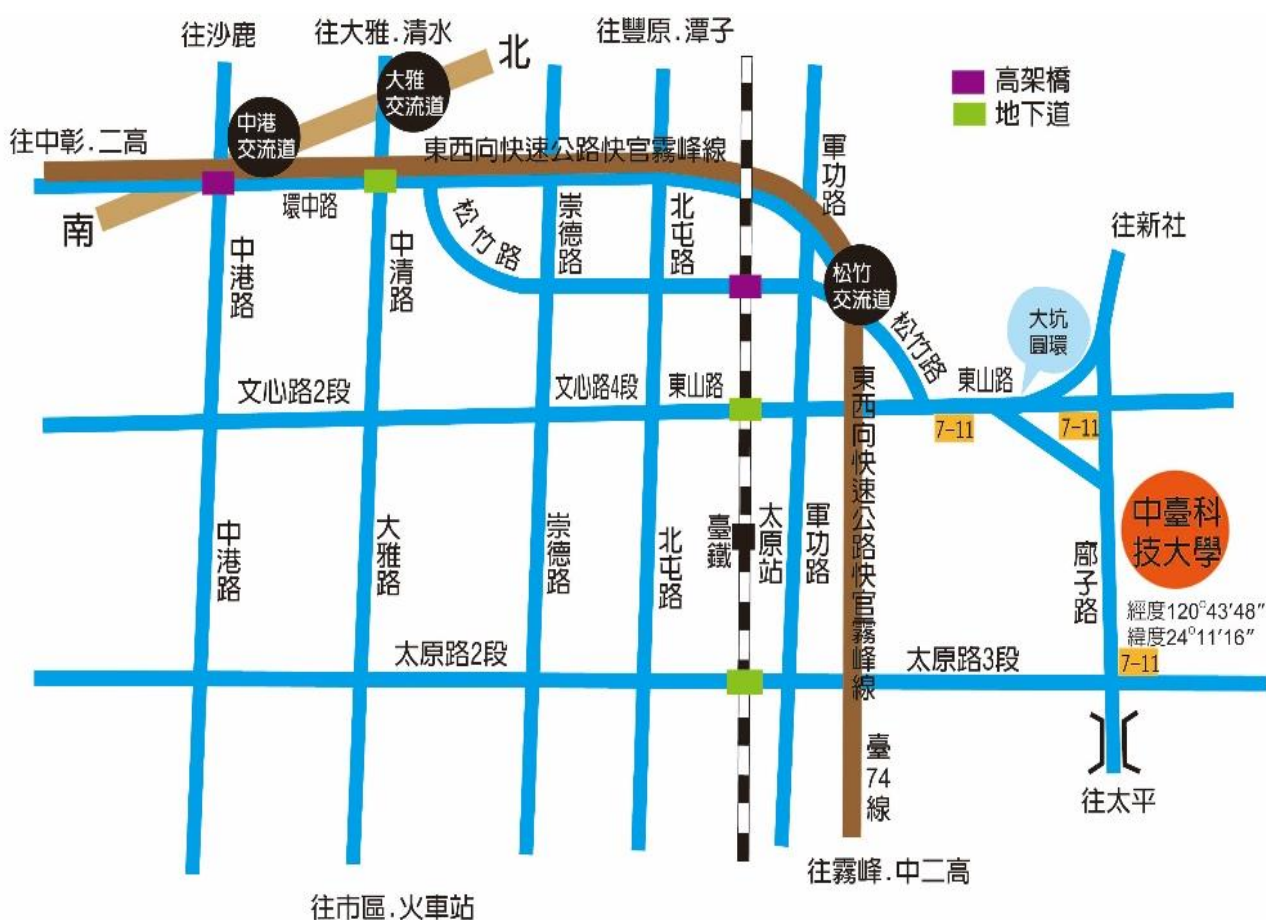 往沙鹿
往大雅.清水
往豐原.潭子
北
大雅
交流道
中港
交流道
高架橋
地下道
往中彰.二高
東西向快速公路快官霧峰線
軍功路
南
環中路
松竹路
崇德路
北屯路
往新社
中港路
中清路
松竹
交流道
松竹路
大坑
圓環
文心路2段
文心路4段
東山路
東山路
7-11
7-11
東西向快速公路快官霧峰線
中港路
大雅路
崇德路
北屯路
臺鐵
太原站
軍功路
中臺科
技大學
廍子路
經度120°43'48"
緯度24°11'16"
太原路2段
太原路3段
7-11
臺74線
往太平
往霧峰.中二高
往市區.火車站